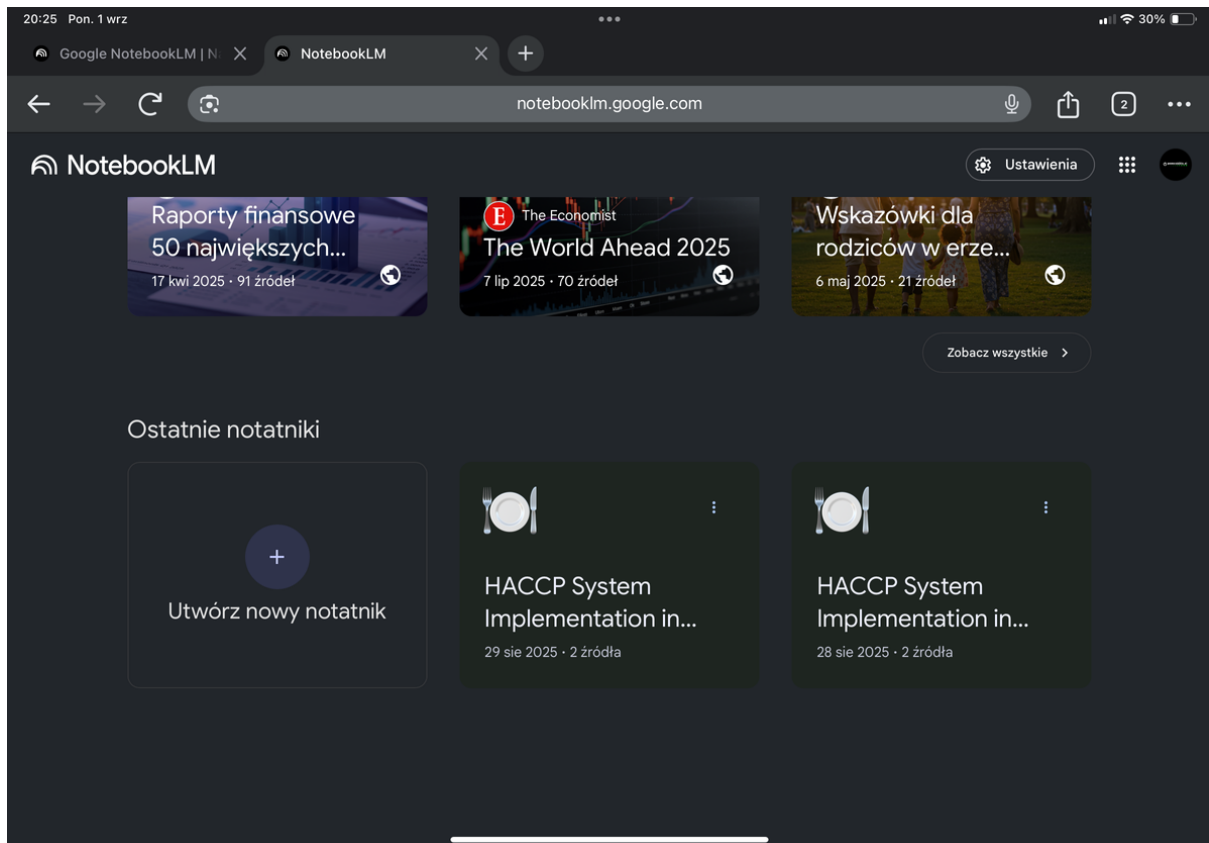 20:25 Pon. 1 wrz
30%
Google NotebookLM | N
NotebookLM
notebooklm.google.com
2
NotebookLM
Ustawienia
Raporty finansowe
50 największych...
17 kwi 2025 · 91 źródeł
E The Economist
The World Ahead 2025
7 lip 2025 · 70 źródeł
Wskazówki dla
rodziców w erze...
6 maj 2025 · 21 źródeł
Zobacz wszystkie
Ostatnie notatniki
Utwórz nowy notatnik
HACCP System
Implementation in...
29 sie 2025 · 2 źródła
HACCP System
Implementation in...
28 sie 2025 · 2 źródła